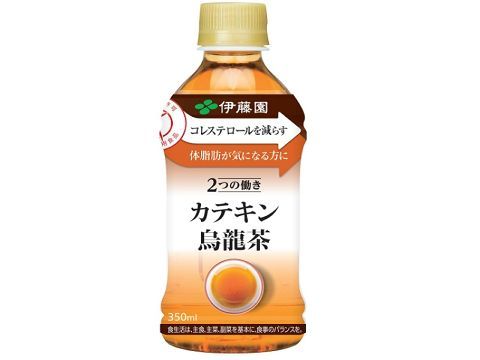 伊藤園
コレステロールを減らす
体脂肪が気になる方に
2つの働き
カテキン
烏龍茶
350ml
食生活は、主食、主菜、副菜を基本に、食事のバランスを。